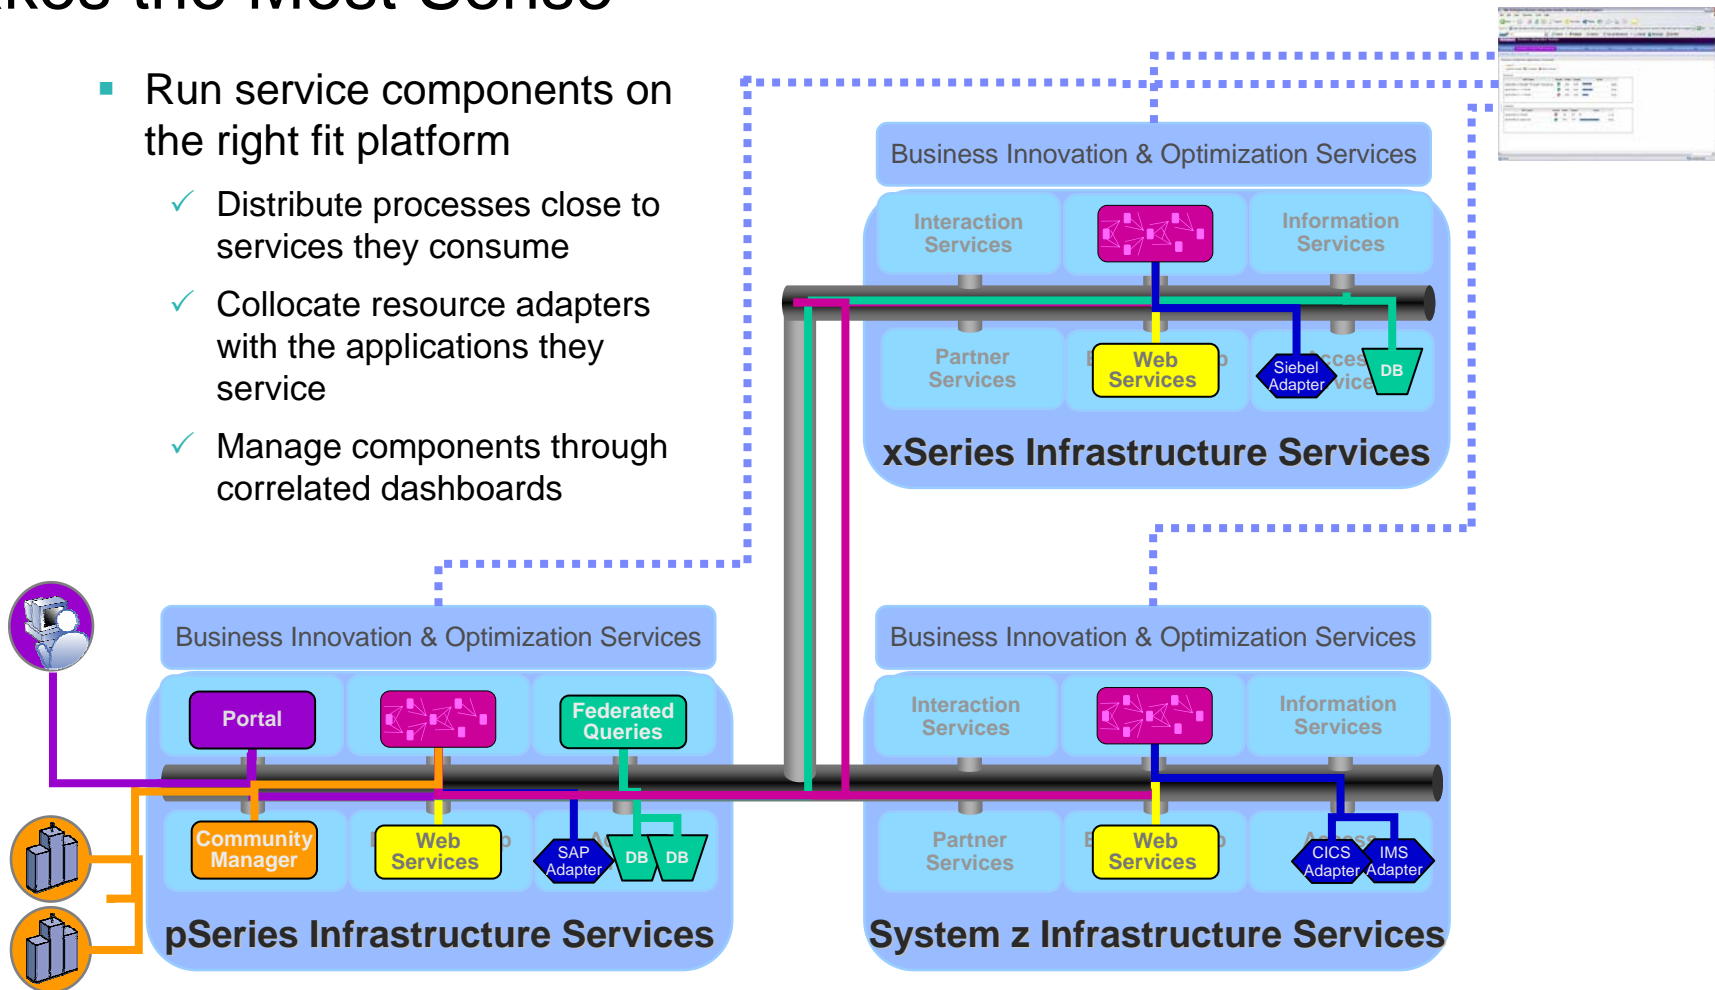 the Most Sense
Run service components on
the right fit platform
Distribute processes close to
services they consume
Collocate resource adapters
with the applications they
service
Manage components through
correlated dashboards
Business Innovation & Optimization Services
Interaction
Services
Information
Services
Partner
Services
Web
Services
Siebel
Adapter
DB
xSeries Infrastructure Services
Business Innovation & Optimization Services
Portal
Federated
Queries
Community
Manager
Web
Services
SAP
Adapter
DB
DB
pSeries Infrastructure Services
Business Innovation & Optimization Services
Interaction
Services
Information
Services
Partner
Services
Web
Services
Access
CICS
Adapter
IMS
Adapter
System z Infrastructure Services